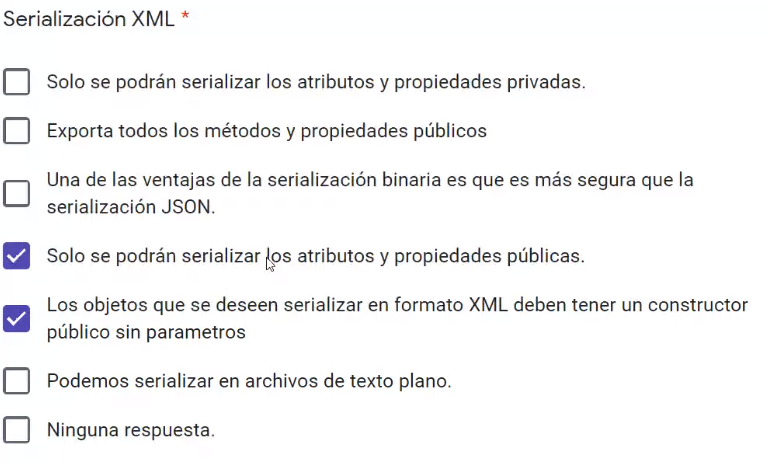 Serialización XML *
Solo se podrán serializar los atributos y propiedades privadas.
Exporta todos los métodos y propiedades públicos
Una de las ventajas de la serialización binaria es que es más segura que la
serialización JSON.
Solo se podrán serializar los atributos y propiedades públicas.
Los objetos que se deseen serializar en formato XML deben tener un constructor
público sin parametros
Podemos serializar en archivos de texto plano.
Ninguna respuesta.